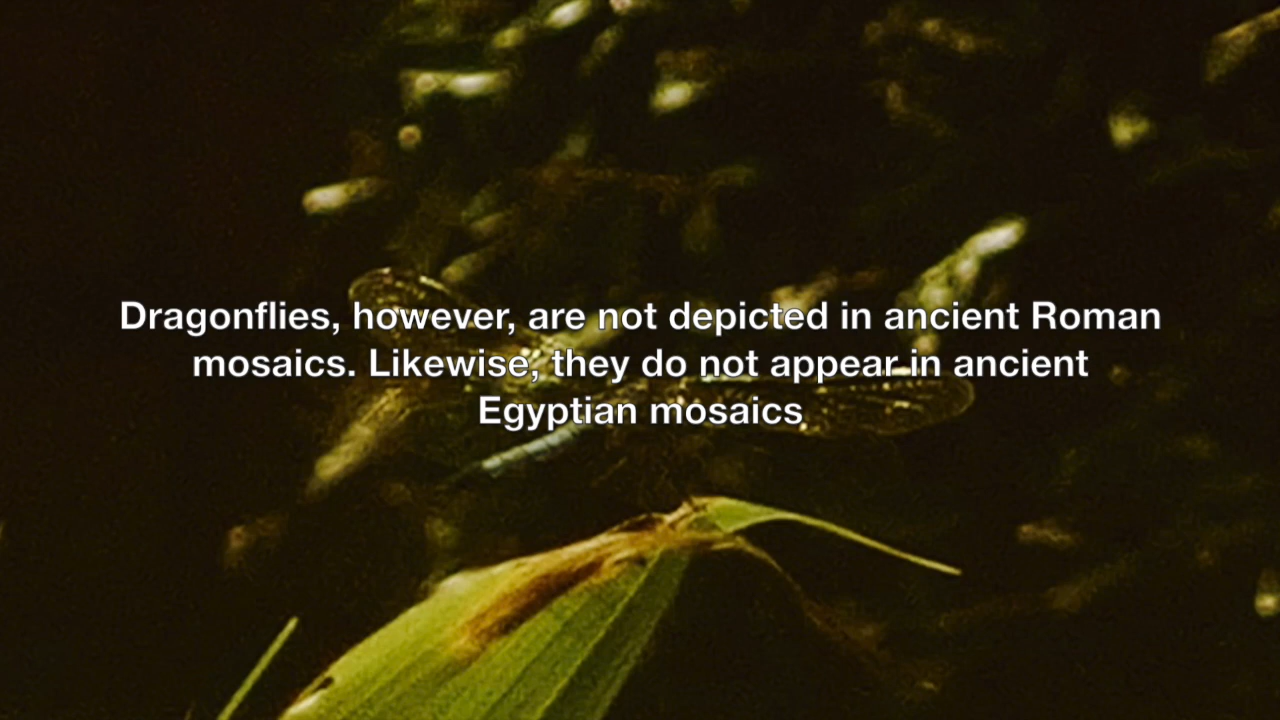 Dragonflies, however, are not depicted in ancient Roman
mosaics. Likewise, they do not appear in ancient
Egyptian mosaics